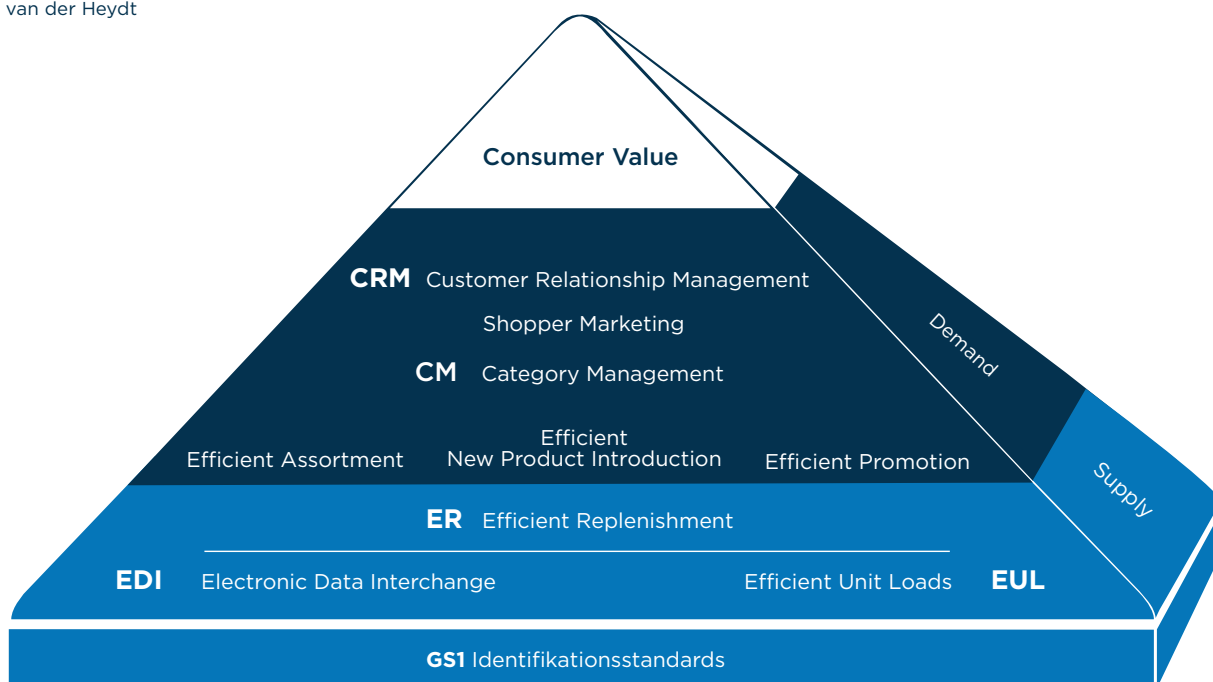 van der Heydt
Consumer Value
CRM Customer Relationship Management
Shopper Marketing
CM Category Management
Efficient Assortment
Efficient
New Product Introduction
Efficient Promotion
Demand
ER Efficient Replenishment
Supply
EDI Electronic Data Interchange
Efficient Unit Loads EUL
GS1 Identifikationsstandards